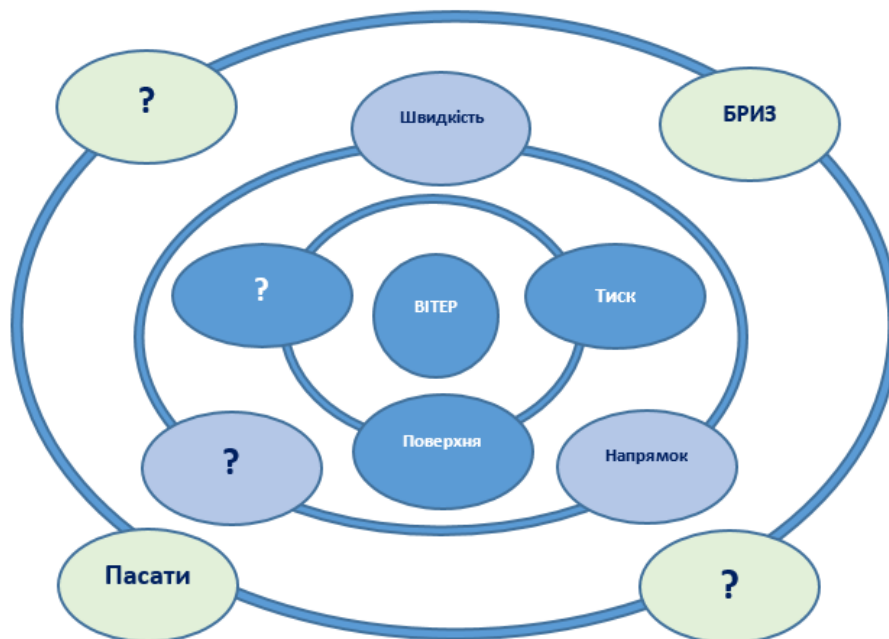 ?
БРИЗ
Швидкість
?
ВІТЕР
Тиск
Поверхня
?
Напрямок
Пасати
?